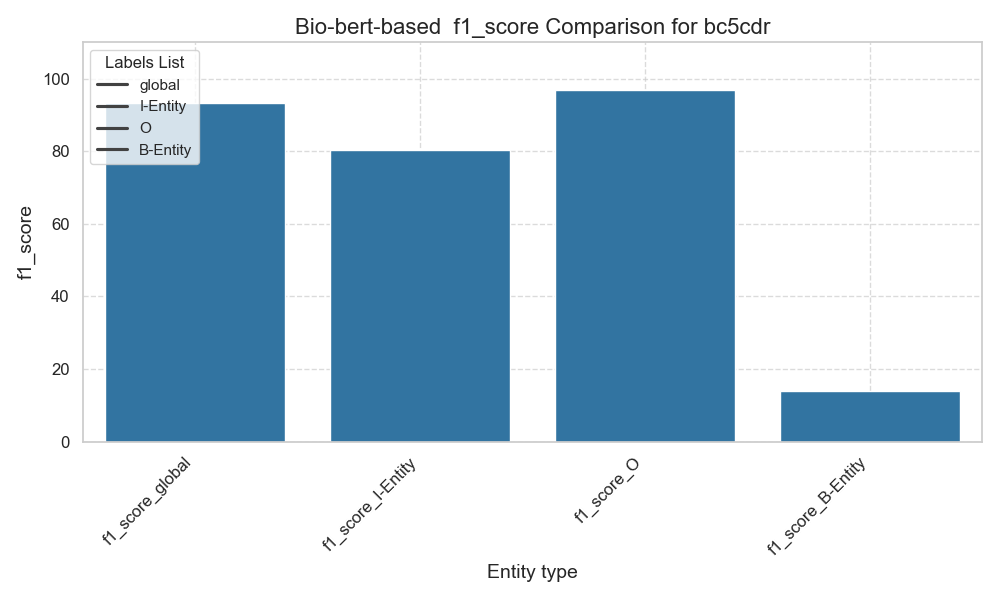 Bio-bert-based  f1_score Comparison for bc5cdr
Labels List
global
I-Entity
O
B-Entity
100
80
60
40
20
0
f1_score
f1_score_global
f1_score_I-Entity
f1_score_O
f1_score_B-Entity
Entity type